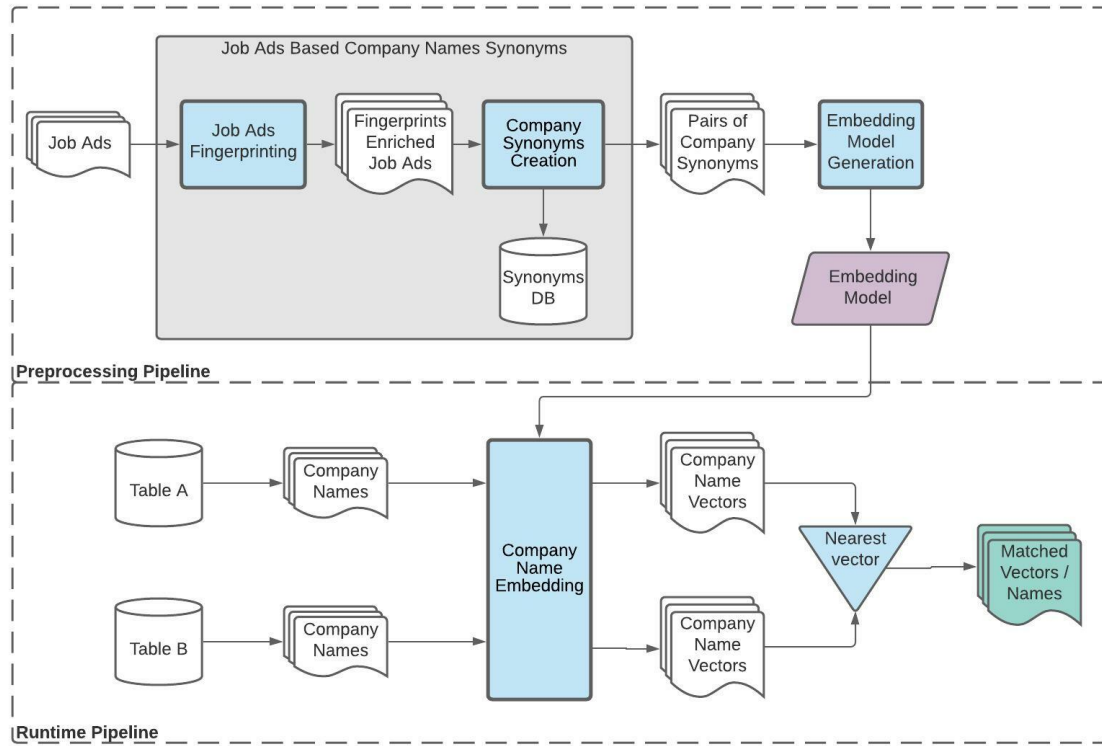 Job Ads Based Company Names Synonyms
Job Ads
Job Ads
Fingerprinting
Fingerprints
Enriched
Job Ads
Company
Synonyms
Creation
Pairs of
Company
Synonyms
Embedding
Model
Generation
Synonyms
DB
Embedding
Model
Preprocessing Pipeline
Table A
Company
Names
Company
Name
Embedding
Company
Name
Vectors
Nearest
vector
Matched
Vectors /
Names
Table B
Company
Names
Company
Name
Vectors
Runtime Pipeline